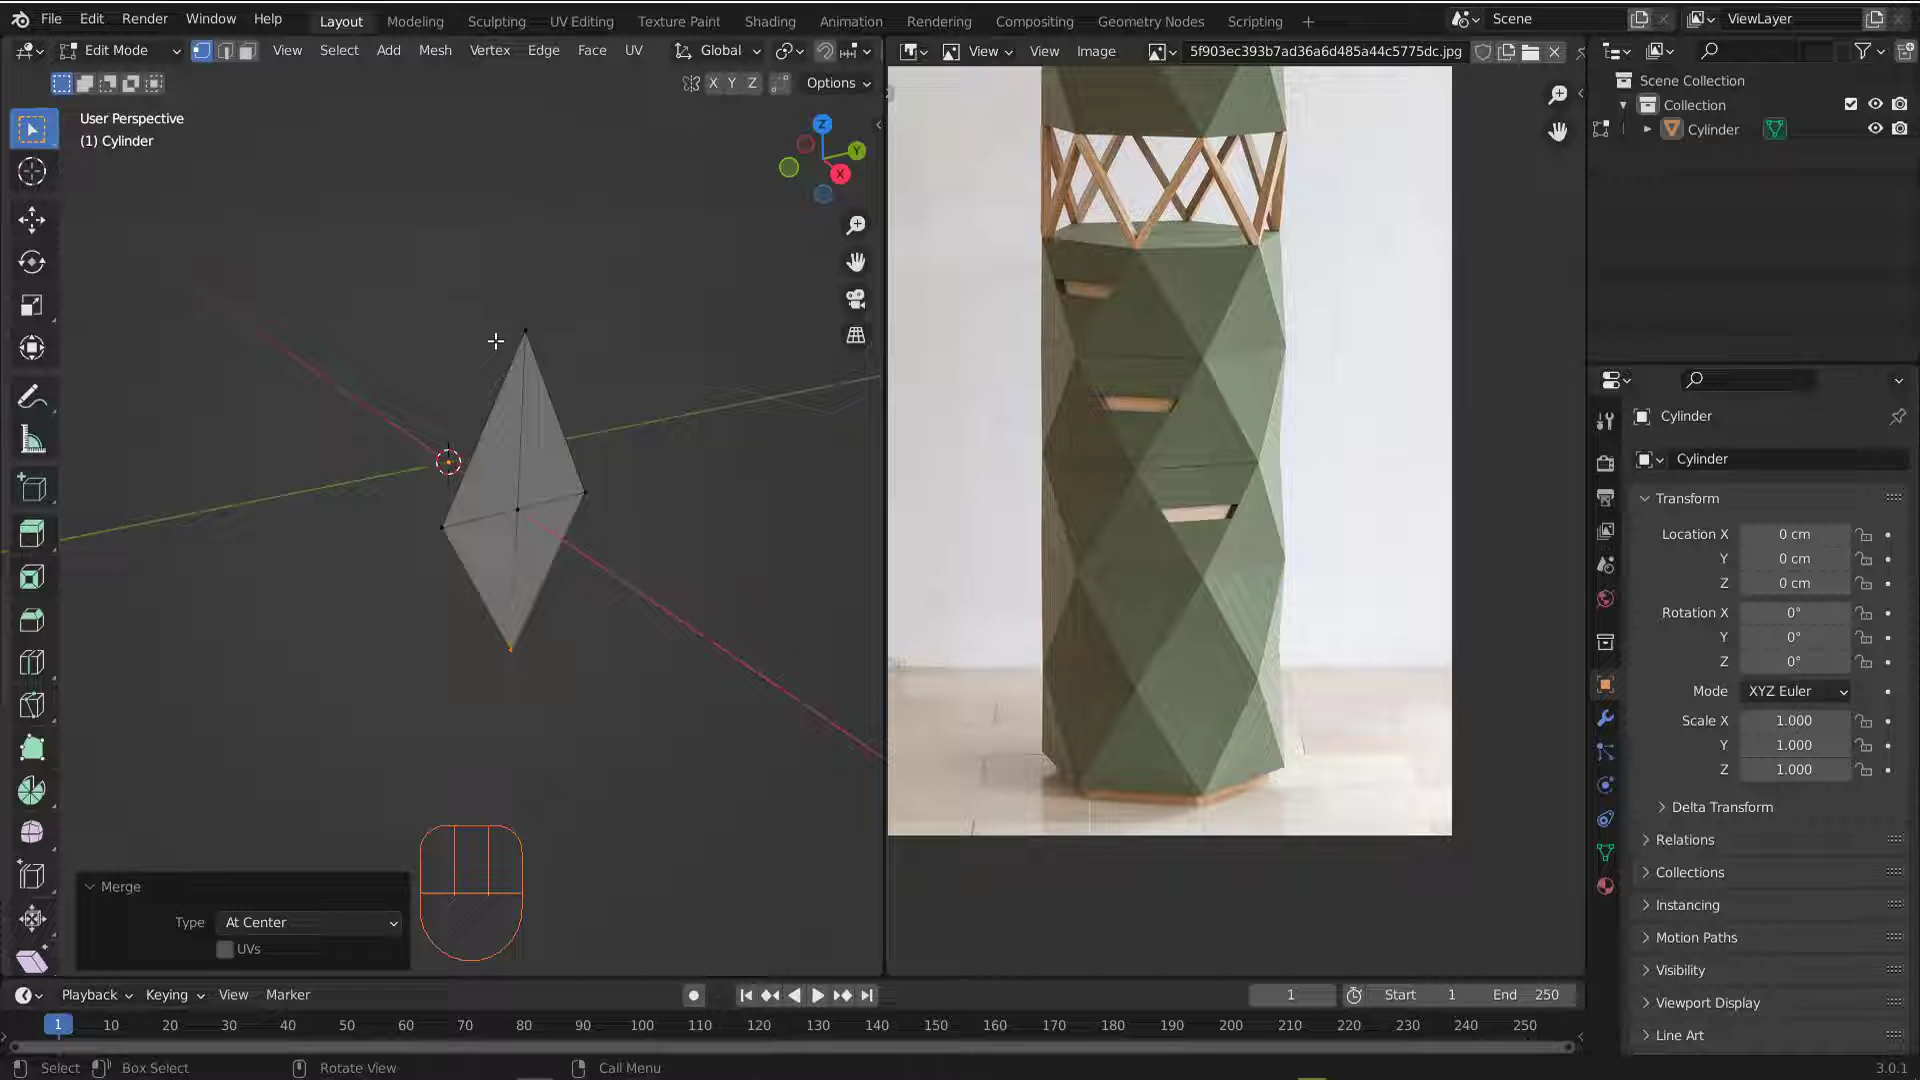 File Edit Render Window Help Layout Modeling Sculpting UV Editing Texture Paint Shading Animation Rendering Compositing Geometry Nodes Scripting + Scene ViewLayer
Edit Mode View Select Add Mesh Vertex Edge Face UV Global View View Image 5f903ec393b7ad36a6d485a44c5775dc.jpg
X Y Z Options
User Perspective
(1) Cylinder
Z
Y
X
Scene Collection
Collection
Cylinder
Cylinder
Cylinder
Transform
Location X 0 cm
Y 0 cm
Z 0 cm
Rotation X 0°
Y 0°
Z 0°
Mode XYZ Euler
Scale X 1.000
Y 1.000
Z 1.000
Delta Transform
Relations
Collections
Instancing
Motion Paths
Visibility
Viewport Display
Line Art
Merge
Type At Center
UVs
Playback Keying View Marker 1 Start 1 End 250
1 10 20 30 40 50 60 70 80 90 100 110 120 130 140 150 160 170 180 190 200 210 220 230 240 250
Select Box Select Rotate View Call Menu 3.0.1